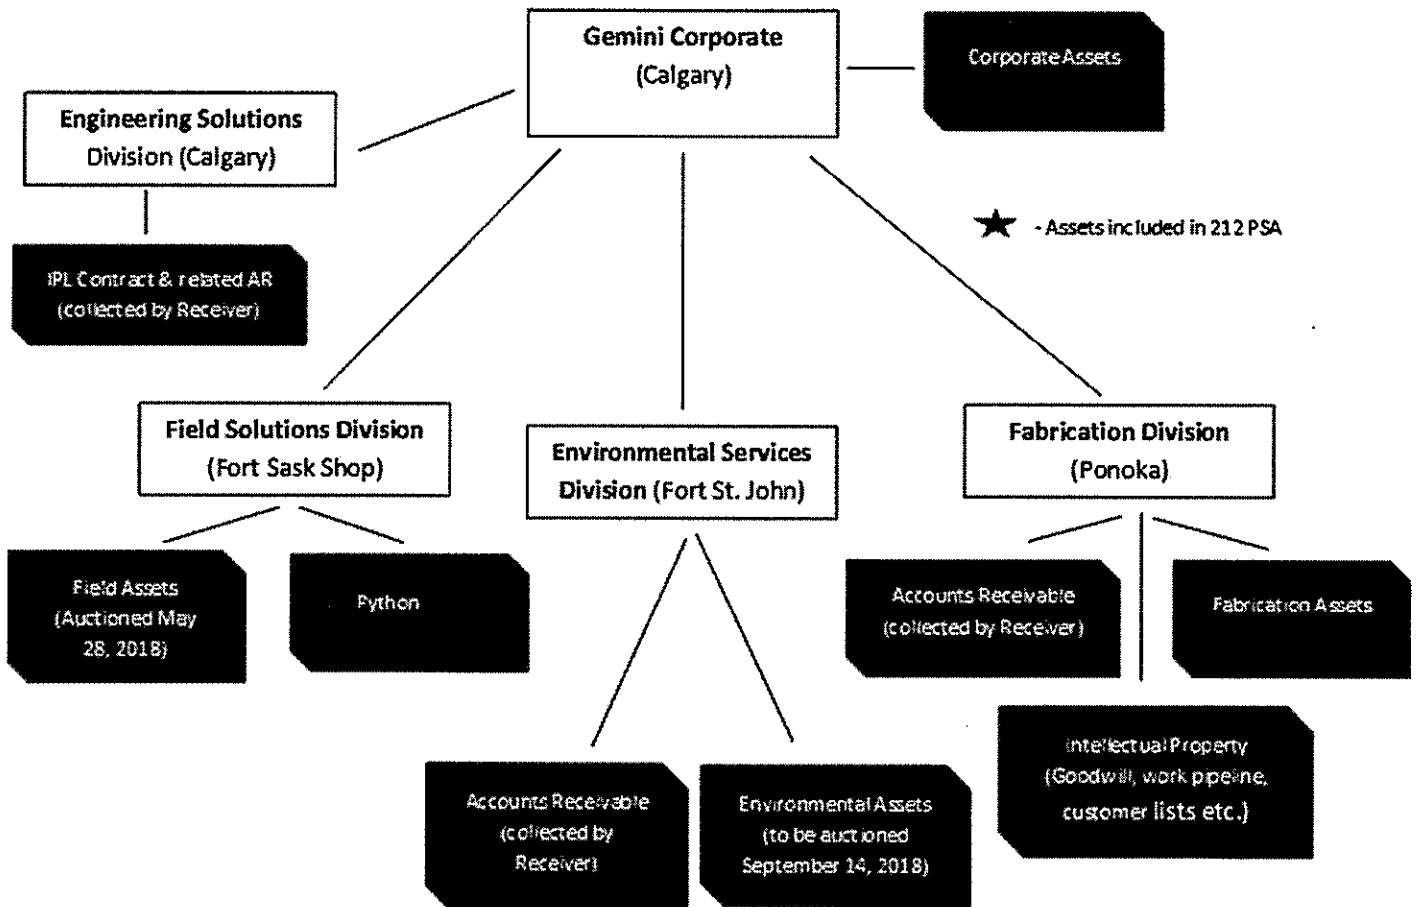 Gemini Corporate
(Calgary)
Corporate Assets
Engineering Solutions
Division (Calgary)
- Assets included in 212 PSA
IPL Contract & related AR
(collected by Receiver)
Field Solutions Division
(Fort Sask Shop)
Environmental Services
Division (Fort St. John)
Fabrication Division
(Ponoka)
Field Assets
(Auctioned May
28, 2018)
Python
Accounts Receivable
(collected by Receiver)
Fabrication Assets
Intellectual Property
(Goodwill, work pipeline,
customer lists etc.)
Accounts Receivable
(collected by
Receiver)
Environmental Assets
(to be auctioned
September 14, 2018)